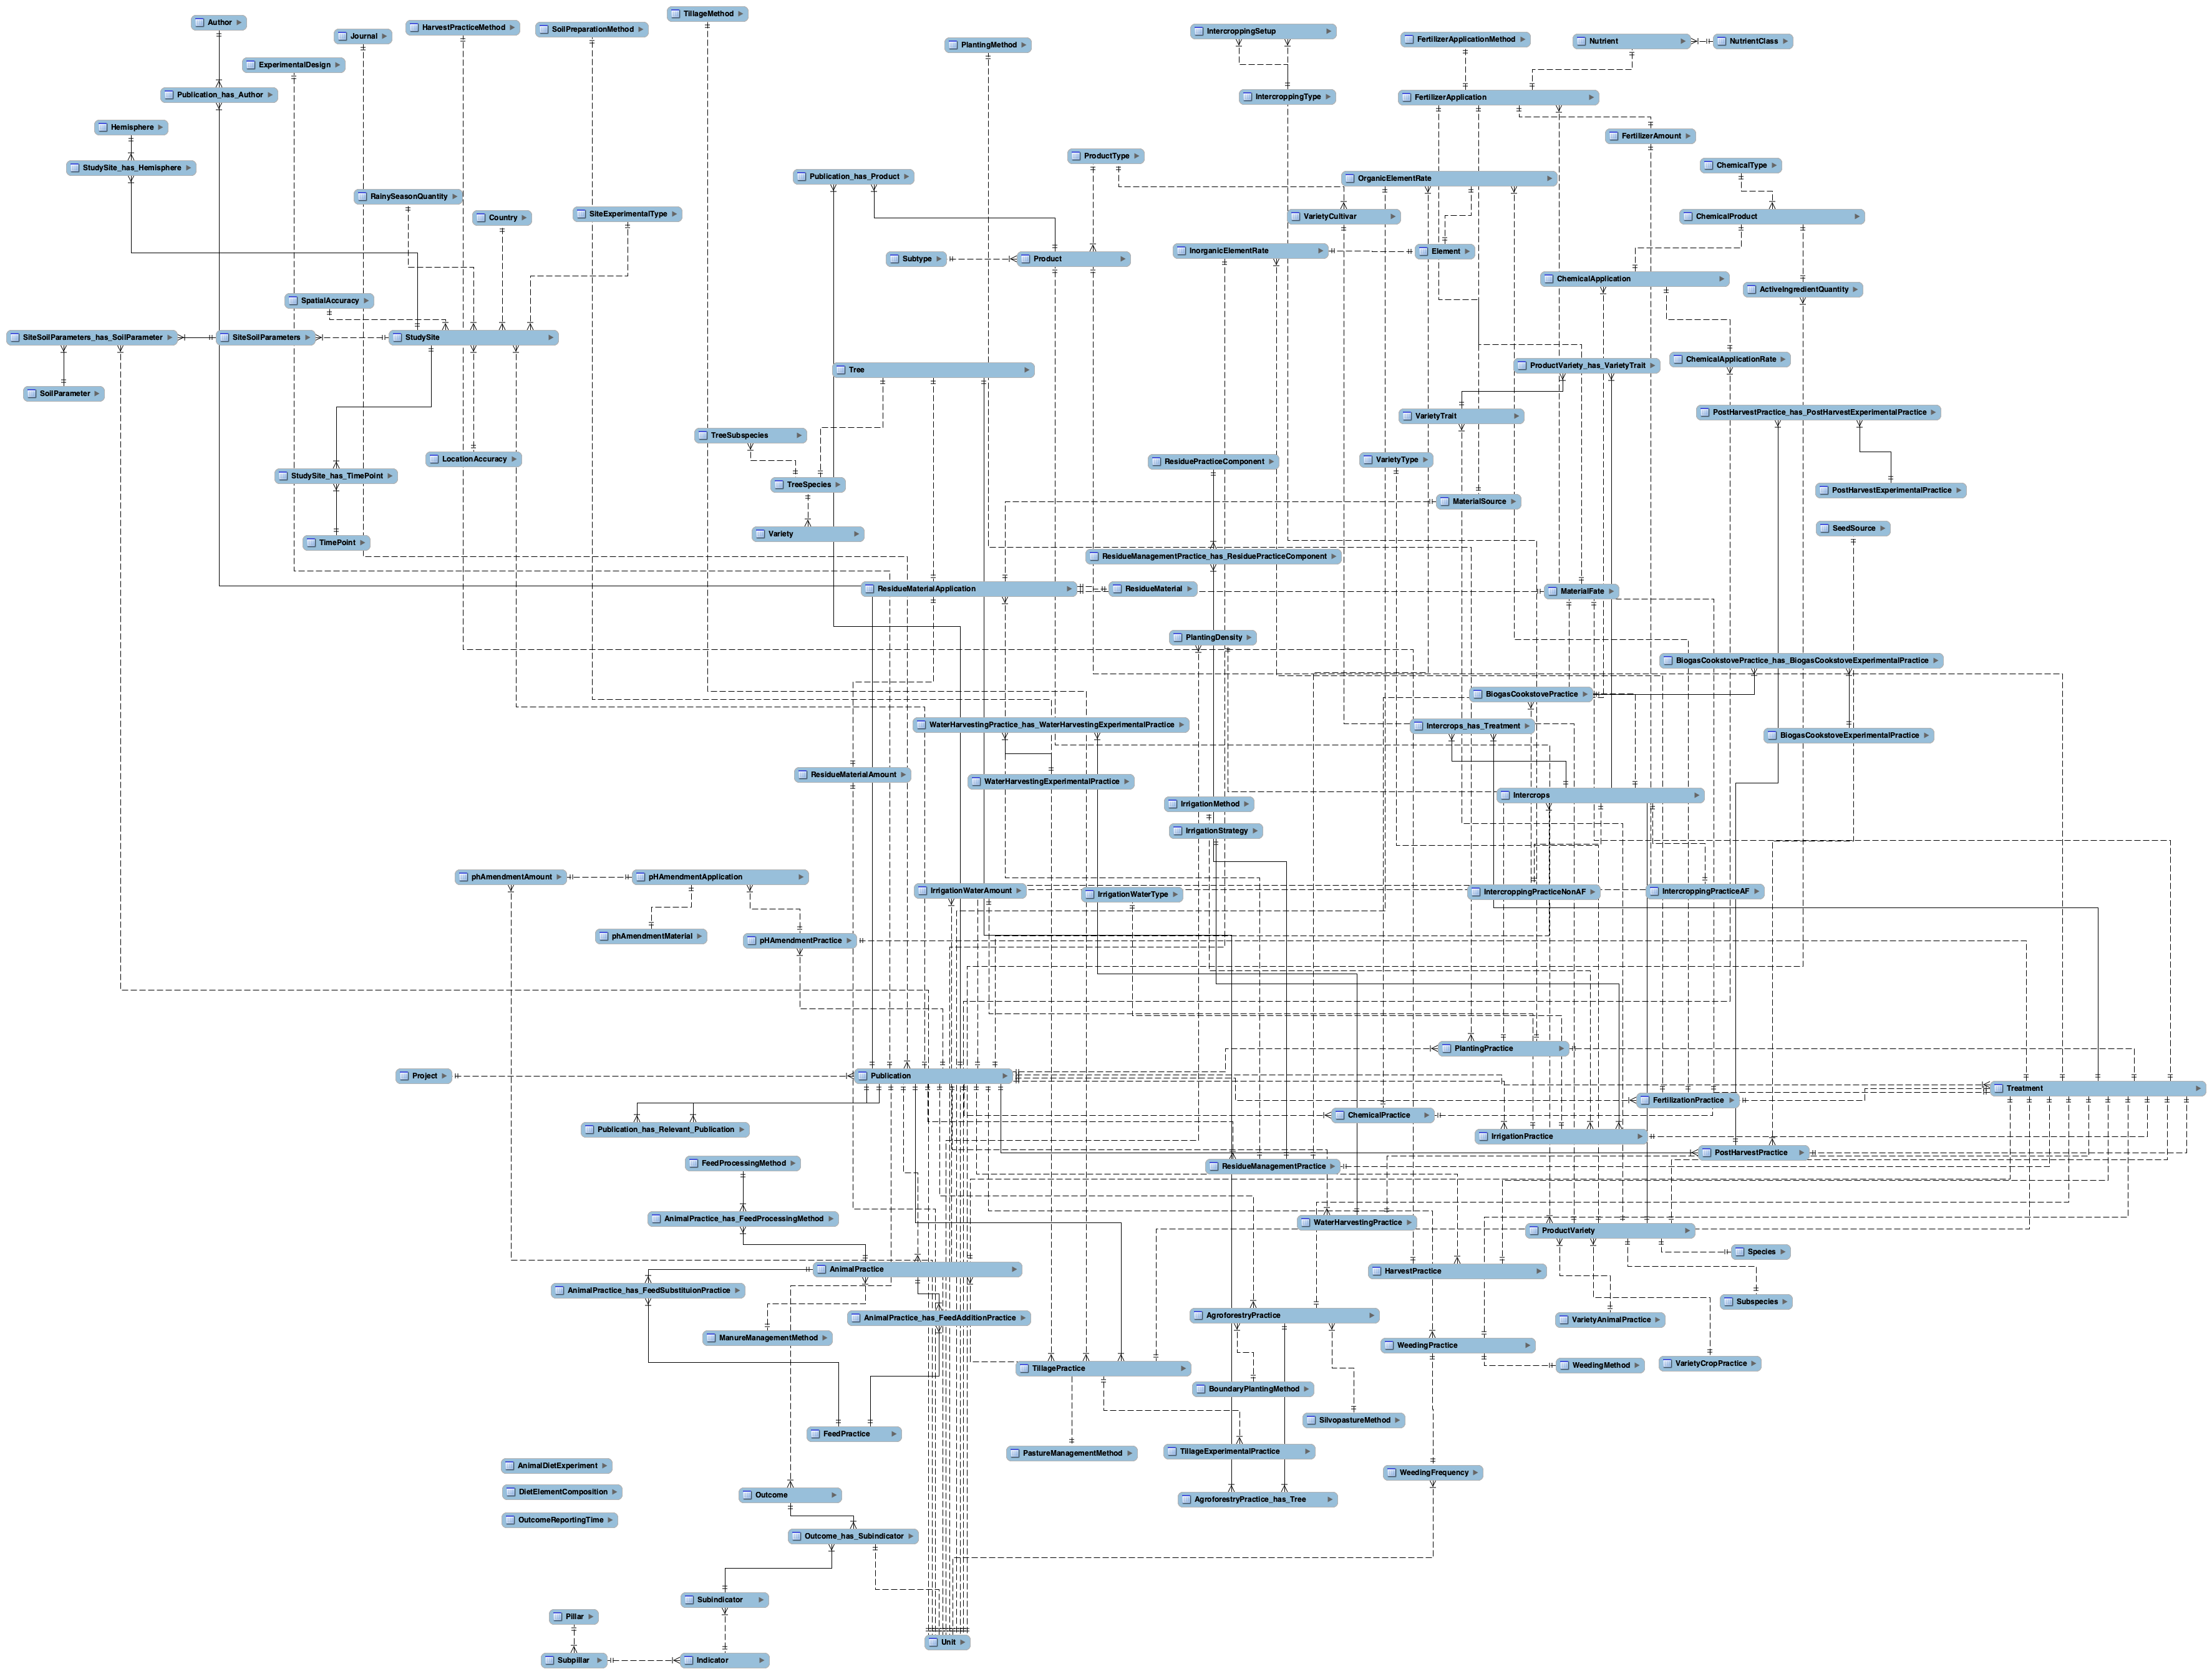 TillageMethod
Author
HarvestPracticeMethod
SoilPreparationMethod
IntercroppingSetup
Journal
FertilizerApplicationMethod
Nutrient
NutrientClass
PlantingMethod
ExperimentalDesign
Publication_has_Author
IntercroppingType
FertilizerApplication
Hemisphere
FertilizerAmount
ProductType
StudySite_has_Hemisphere
ChemicalType
Publication_has_Product
OrganicElementRate
RainySeasonQuantity
Country
SiteExperimentalType
VarietyCultivar
ChemicalProduct
InorganicElementRate
Element
Subtype
Product
ChemicalApplication
ActiveIngredientQuantity
SpatialAccuracy
SiteSoilParameters_has_SoilParameter
SiteSoilParameters
StudySite
ChemicalApplicationRate
ProductVariety_has_VarietyTrait
Tree
SoilParameter
PostHarvestPractice_has_PostHarvestExperimentalPractice
VarietyTrait
TreeSubspecies
LocationAccuracy
ResiduePracticeComponent
VarietyType
StudySite_has_TimePoint
TreeSpecies
PostHarvestExperimentalPractice
MaterialSource
SeedSource
Variety
TimePoint
ResidueManagementPractice_has_ResiduePracticeComponent
ResidueMaterialApplication
ResidueMaterial
MaterialFate
PlantingDensity
BiogasCookstovePractice_has_BiogasCookstoveExperimentalPractice
BiogasCookstovePractice
WaterHarvestingPractice_has_WaterHarvestingExperimentalPractice
Intercrops_has_Treatment
BiogasCookstoveExperimentalPractice
ResidueMaterialAmount
WaterHarvestingExperimentalPractice
Intercrops
IrrigationMethod
IrrigationStrategy
phAmendmentAmount
pHAmendmentApplication
IrrigationWaterAmount
IrrigationWaterType
IntercroppingPracticeNonAF
IntercroppingPracticeAF
phAmendmentMaterial
pHAmendmentPractice
PlantingPractice
Project
Publication
Treatment
FertilizationPractice
ChemicalPractice
Publication_has_Relevant_Publication
IrrigationPractice
PostHarvestPractice
FeedProcessingMethod
ResidueManagementPractice
AnimalPractice_has_FeedProcessingMethod
WaterHarvestingPractice
ProductVariety
Species
AnimalPractice
HarvestPractice
AnimalPractice_has_FeedSubstituionPractice
Subspecies
AnimalPractice_has_FeedAdditionPractice
AgroforestryPractice
VarietyAnimalPractice
ManureManagementMethod
WeedingPractice
TillagePractice
WeedingMethod
VarietyCropPractice
BoundaryPlantingMethod
SilvopastureMethod
FeedPractice
PastureManagementMethod
TillageExperimentalPractice
AnimalDietExperiment
WeedingFrequency
DietElementComposition
Outcome
AgroforestryPractice_has_Tree
OutcomeReportingTime
Outcome_has_Subindicator
Subindicator
Pillar
Unit
Subpillar
Indicator